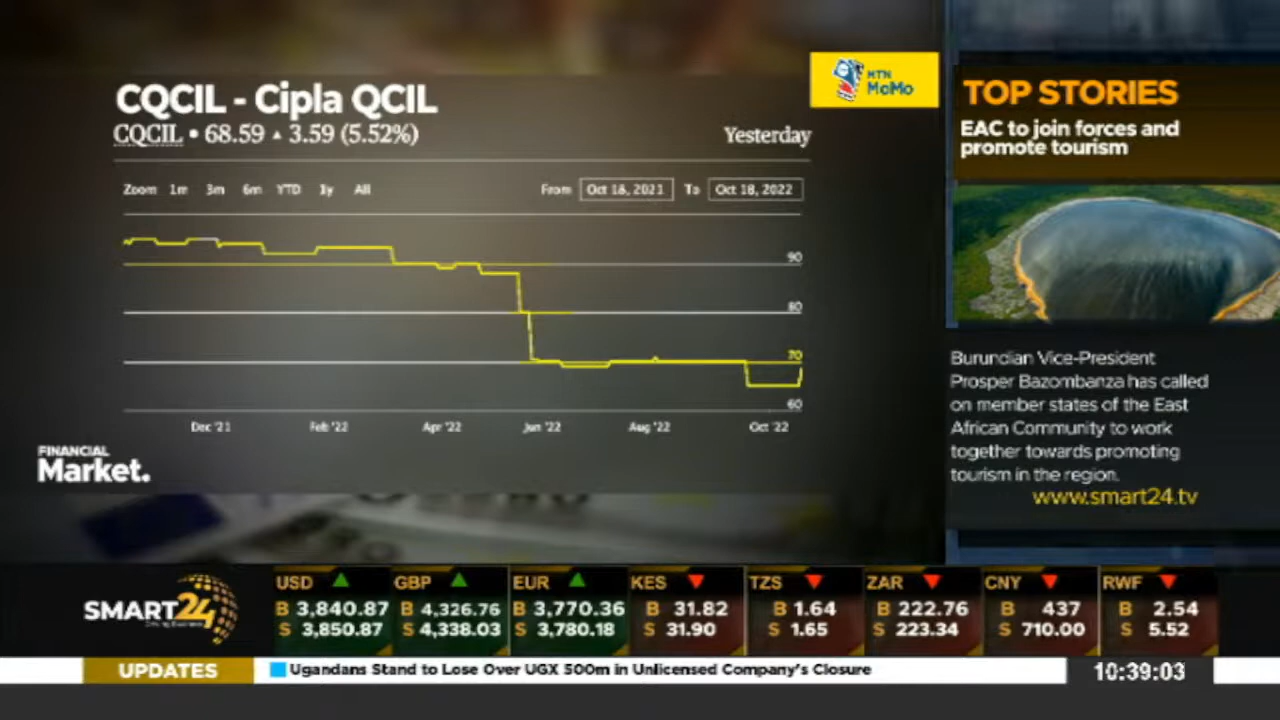 CQCIL - Cipla QCIL
CQCIL • 68.59 ▲ 3.59 (5.52%)
Yesterday
MTN
MoMo
Zoom 1m 3m 6m YTD 1y All
From Oct 18, 2021 To Oct 18, 2022
90
80
70
60
Dec '21 Feb '22 Apr '22 Jun '22 Aug '22 Oct '22
FINANCIAL
Market.
TOP STORIES
EAC to join forces and
promote tourism
Burundian Vice-President
Prosper Bazombanza has called
on member states of the East
African Community to work
together towards promoting
tourism in the region.
www.smart24.tv
SMART24
USD GBP EUR KES TZS ZAR CNY RWF
B 3,840.87 B 4,326.76 B 3,770.36 B 31.82 B 1.64 B 222.76 B 437 B 2.54
S 3,850.87 S 4,338.03 S 3,780.18 S 31.90 S 1.65 S 223.34 S 710.00 S 5.52
UPDATES Ugandans Stand to Lose Over UGX 500m in Unlicensed Company's Closure 10:39:03